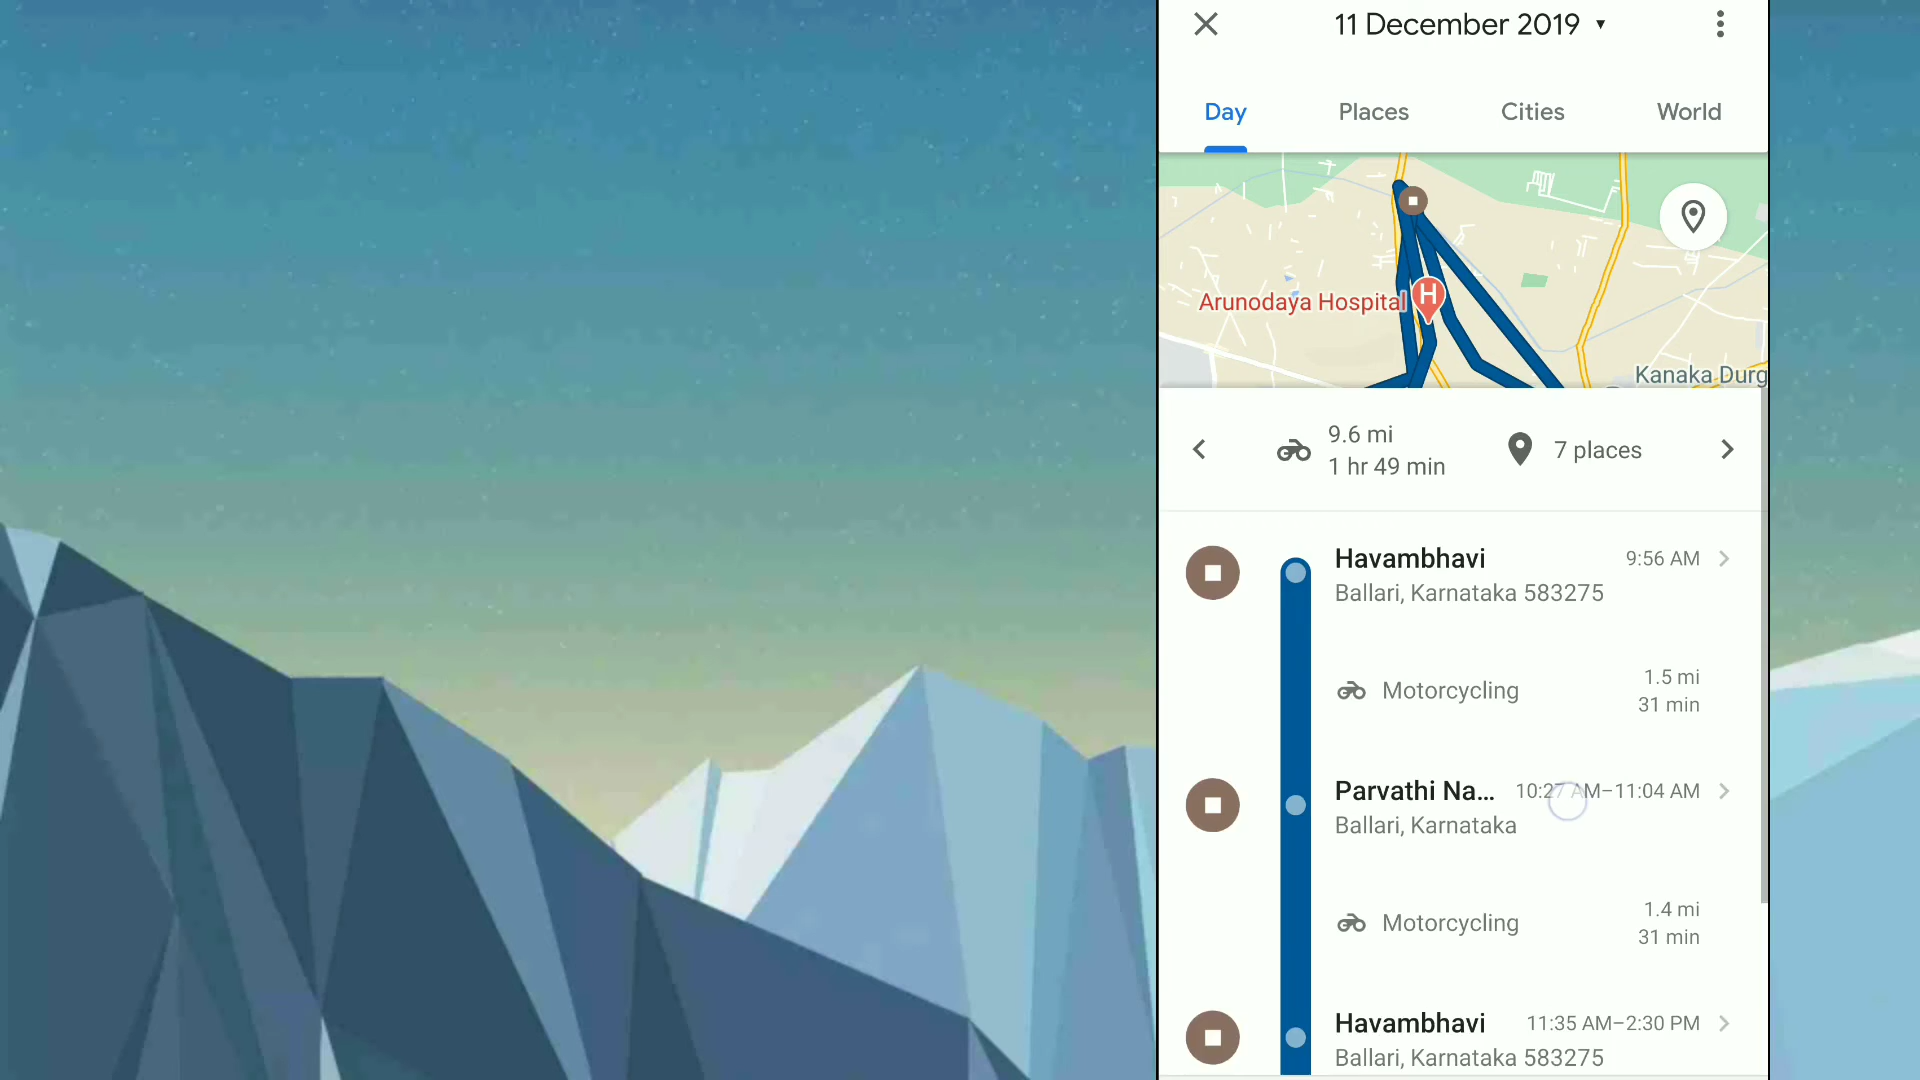 11 December 2019
Day Places Cities World
Arunodaya Hospital
H
Kanaka Durg
9.6 mi
1 hr 49 min
7 places
Havambhavi 9:56 AM
Ballari, Karnataka 583275
Motorcycling 1.5 mi
31 min
Parvathi Na... 10:27 AM–11:04 AM
Ballari, Karnataka
Motorcycling 1.4 mi
31 min
Havambhavi 11:35 AM–2:30 PM
Ballari, Karnataka 583275